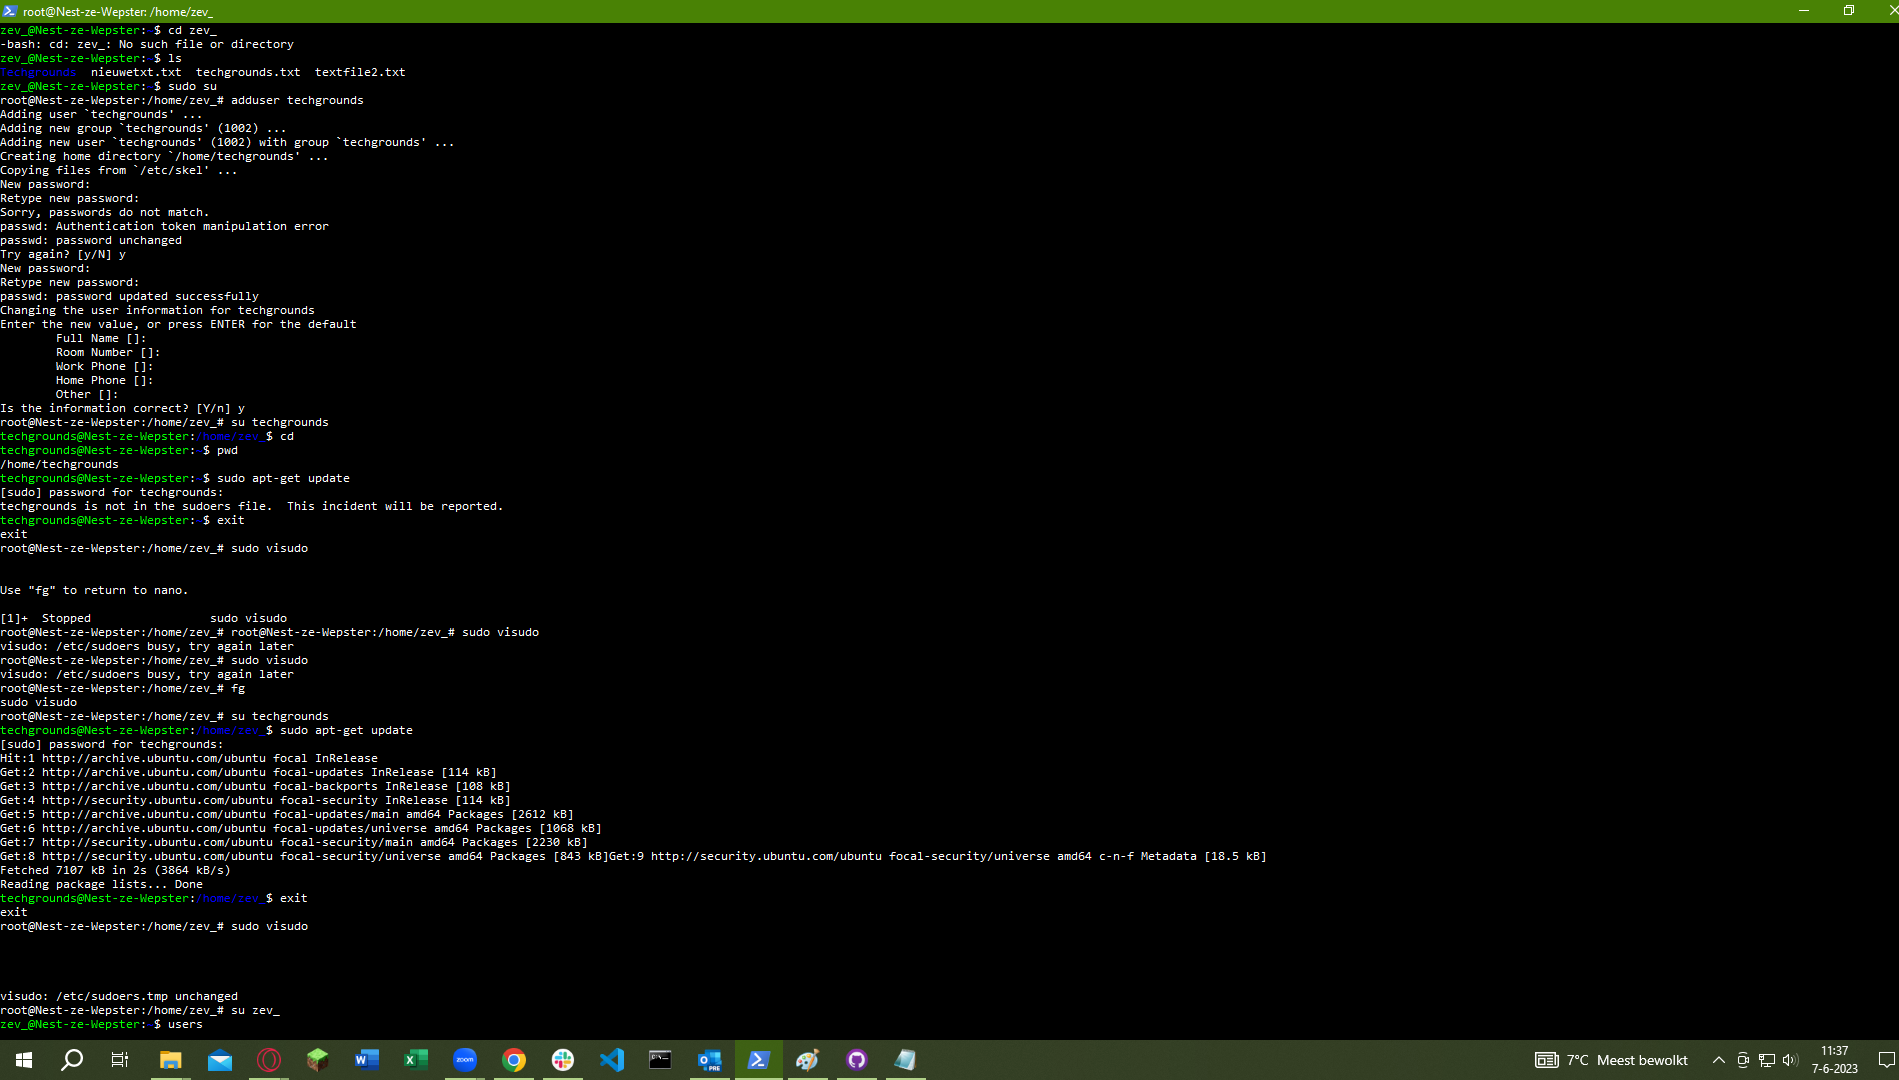 root@Nest-ze-Wepster: /home/zev_
zev_@Nest-ze-Wepster:~$ cd zev_
-bash: cd: zev_: No such file or directory
zev_@Nest-ze-Wepster:~$ ls
Techgrounds  nieuwetxt.txt  techgrounds.txt  textfile2.txt
zev_@Nest-ze-Wepster:~$ sudo su
root@Nest-ze-Wepster:/home/zev_# adduser techgrounds
Adding user `techgrounds' ...
Adding new group `techgrounds' (1002) ...
Adding new user `techgrounds' (1002) with group `techgrounds' ...
Creating home directory `/home/techgrounds' ...
Copying files from `/etc/skel' ...
New password:
Retype new password:
Sorry, passwords do not match.
passwd: Authentication token manipulation error
passwd: password unchanged
Try again? [y/N] y
New password:
Retype new password:
passwd: password updated successfully
Changing the user information for techgrounds
Enter the new value, or press ENTER for the default
        Full Name []:
        Room Number []:
        Work Phone []:
        Home Phone []:
        Other []:
Is the information correct? [Y/n] y
root@Nest-ze-Wepster:/home/zev_# su techgrounds
techgrounds@Nest-ze-Wepster:/home/zev_$ cd
techgrounds@Nest-ze-Wepster:~$ pwd
/home/techgrounds
techgrounds@Nest-ze-Wepster:~$ sudo apt-get update
[sudo] password for techgrounds:
techgrounds is not in the sudoers file.  This incident will be reported.
techgrounds@Nest-ze-Wepster:~$ exit
exit
root@Nest-ze-Wepster:/home/zev_# sudo visudo
Use "fg" to return to nano.
[1]+  Stopped                 sudo visudo
root@Nest-ze-Wepster:/home/zev_# root@Nest-ze-Wepster:/home/zev_# sudo visudo
visudo: /etc/sudoers busy, try again later
root@Nest-ze-Wepster:/home/zev_# sudo visudo
visudo: /etc/sudoers busy, try again later
root@Nest-ze-Wepster:/home/zev_# fg
sudo visudo
root@Nest-ze-Wepster:/home/zev_# su techgrounds
techgrounds@Nest-ze-Wepster:/home/zev_$ sudo apt-get update
[sudo] password for techgrounds:
Hit:1 http://archive.ubuntu.com/ubuntu focal InRelease
Get:2 http://archive.ubuntu.com/ubuntu focal-updates InRelease [114 kB]
Get:3 http://archive.ubuntu.com/ubuntu focal-backports InRelease [108 kB]
Get:4 http://security.ubuntu.com/ubuntu focal-security InRelease [114 kB]
Get:5 http://archive.ubuntu.com/ubuntu focal-updates/main amd64 Packages [2612 kB]
Get:6 http://archive.ubuntu.com/ubuntu focal-updates/universe amd64 Packages [1068 kB]
Get:7 http://security.ubuntu.com/ubuntu focal-security/main amd64 Packages [2230 kB]
Get:8 http://security.ubuntu.com/ubuntu focal-security/universe amd64 Packages [843 kB]Get:9 http://security.ubuntu.com/ubuntu focal-security/universe amd64 c-n-f Metadata [18.5 kB]
Fetched 7107 kB in 2s (3864 kB/s)
Reading package lists... Done
techgrounds@Nest-ze-Wepster:/home/zev_$ exit
exit
root@Nest-ze-Wepster:/home/zev_# sudo visudo
visudo: /etc/sudoers.tmp unchanged
root@Nest-ze-Wepster:/home/zev_# su zev_
zev_@Nest-ze-Wepster:~$ users
zoom
PRE
7°C Meest bewolkt
11:37
7-6-2023